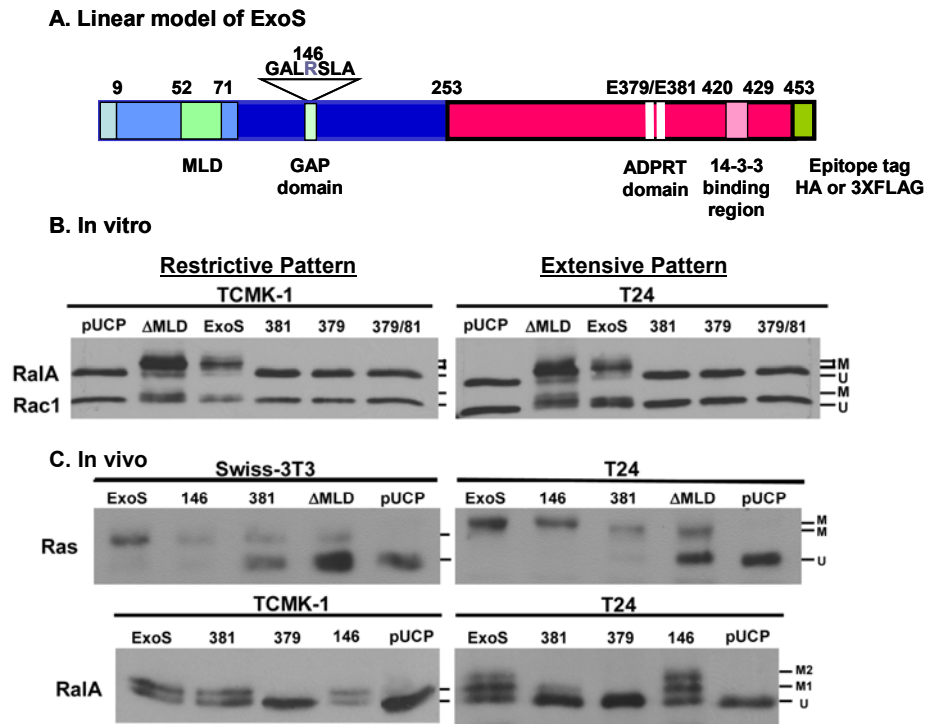 A. Linear model of ExoS
146
GALRSLA
9 52 71 253 E379/E381 420 429 453
MLD GAP domain ADPRT domain 14-3-3 binding region Epitope tag HA or 3XFLAG
B. In vitro
Restrictive Pattern Extensive Pattern
TCMK-1 T24
pUCP ΔMLD ExoS 381 379 379/81 pUCP ΔMLD ExoS 381 379 379/81
RalA M
U
Rac1 M
U
C. In vivo
Swiss-3T3 T24
ExoS 146 381 ΔMLD pUCP ExoS 146 381 ΔMLD pUCP
M
M
Ras U
TCMK-1 T24
ExoS 381 379 146 pUCP ExoS 381 379 146 pUCP
M2
RalA M1
U